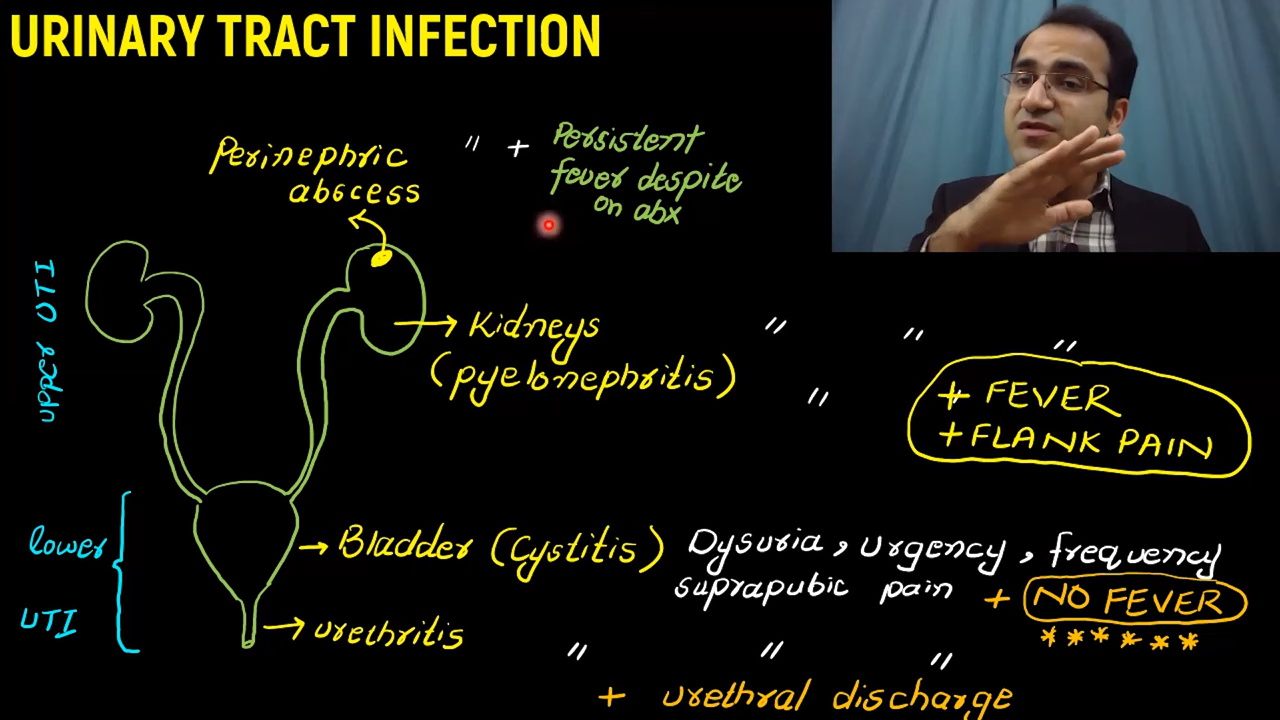 URINARY TRACT INFECTION
Perinephric
abscess
" + Persistent
fever despite
on abx
UPPER UTI
Kidneys " " "
(pyelonephritis) "
+ FEVER
+ FLANK PAIN
lower
UTI
Bladder (Cystitis) Dysuria, urgency, frequency
suprapubic pain + NO FEVER
******
urethritis " " "
+ urethral discharge